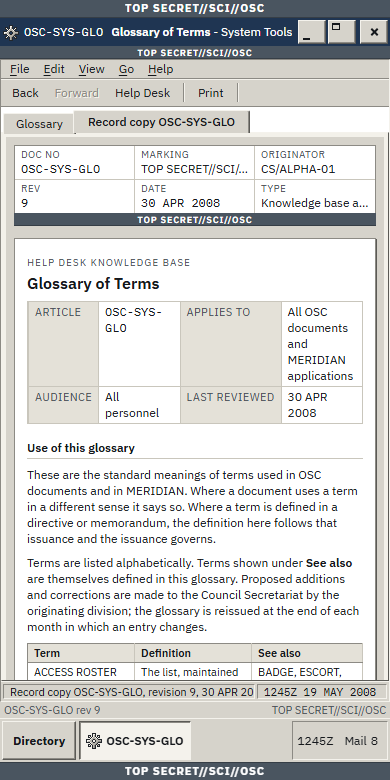 TOP SECRET//SCI//OSC
OSC-SYS-GLO Glossary of Terms - System Tools
TOP SECRET//SCI//OSC
File Edit View Go Help
Back Forward Help Desk Print
Glossary Record copy OSC-SYS-GLO
DOC NO MARKING ORIGINATOR
OSC-SYS-GLO TOP SECRET//SCI/... CS/ALPHA-01
REV DATE TYPE
9 30 APR 2008 Knowledge base a...
TOP SECRET//SCI//OSC
HELP DESK KNOWLEDGE BASE
Glossary of Terms
ARTICLE OSC-SYS-GLO APPLIES TO All OSC
documents
and
MERIDIAN
applications
AUDIENCE All
personnel LAST REVIEWED 30 APR
2008
Use of this glossary
These are the standard meanings of terms used in OSC
documents and in MERIDIAN. Where a document uses a term
in a different sense it says so. Where a term is defined in a
directive or memorandum, the definition here follows that
issuance and the issuance governs.
Terms are listed alphabetically. Terms shown under See also
are themselves defined in this glossary. Proposed additions
and corrections are made to the Council Secretariat by the
originating division; the glossary is reissued at the end of each
month in which an entry changes.
Term Definition See also
ACCESS ROSTER The list, maintained BADGE, ESCORT,
Record copy OSC-SYS-GLO, revision 9, 30 APR 20 1245Z 19 MAY 2008
OSC-SYS-GLO rev 9 TOP SECRET//SCI//OSC
Directory OSC-SYS-GLO 1245Z Mail 8
TOP SECRET//SCI//OSC